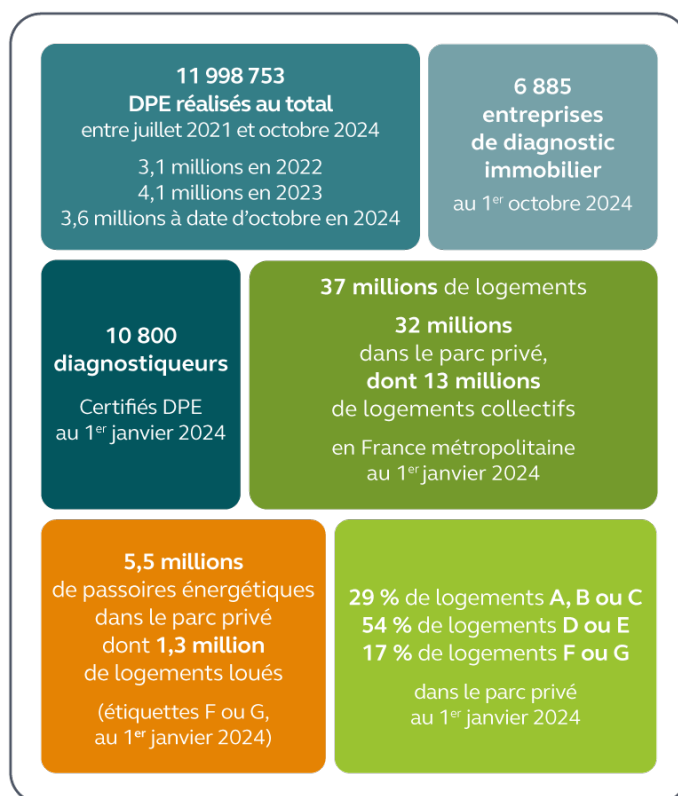 11 998 753
DPE réalisés au total
entre juillet 2021 et octobre 2024
3,1 millions en 2022
4,1 millions en 2023
3,6 millions à date d’octobre en 2024
6 885
entreprises
de diagnostic
immobilier
au 1er octobre 2024
10 800
diagnostiqueurs
Certifiés DPE
au 1er janvier 2024
37 millions de logements
32 millions
dans le parc privé,
dont 13 millions
de logements collectifs
en France métropolitaine
au 1er janvier 2024
5,5 millions
de passoires énergétiques
dans le parc privé
dont 1,3 million
de logements loués
(étiquettes F ou G,
au 1er janvier 2024)
29 % de logements A, B ou C
54 % de logements D ou E
17 % de logements F ou G
dans le parc privé
au 1er janvier 2024